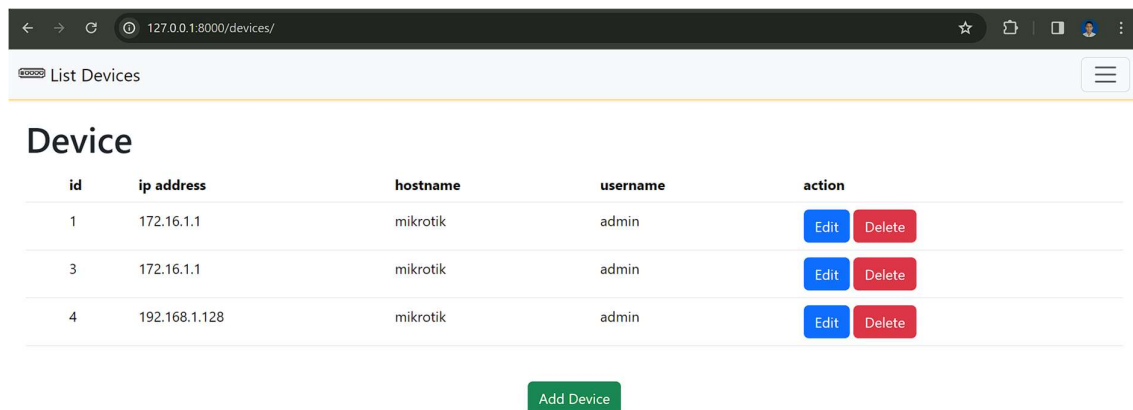 127.0.0.1:8000/devices/
List Devices
Device
id ip address hostname username action
1 172.16.1.1 mikrotik admin Edit Delete
3 172.16.1.1 mikrotik admin Edit Delete
4 192.168.1.128 mikrotik admin Edit Delete
Add Device